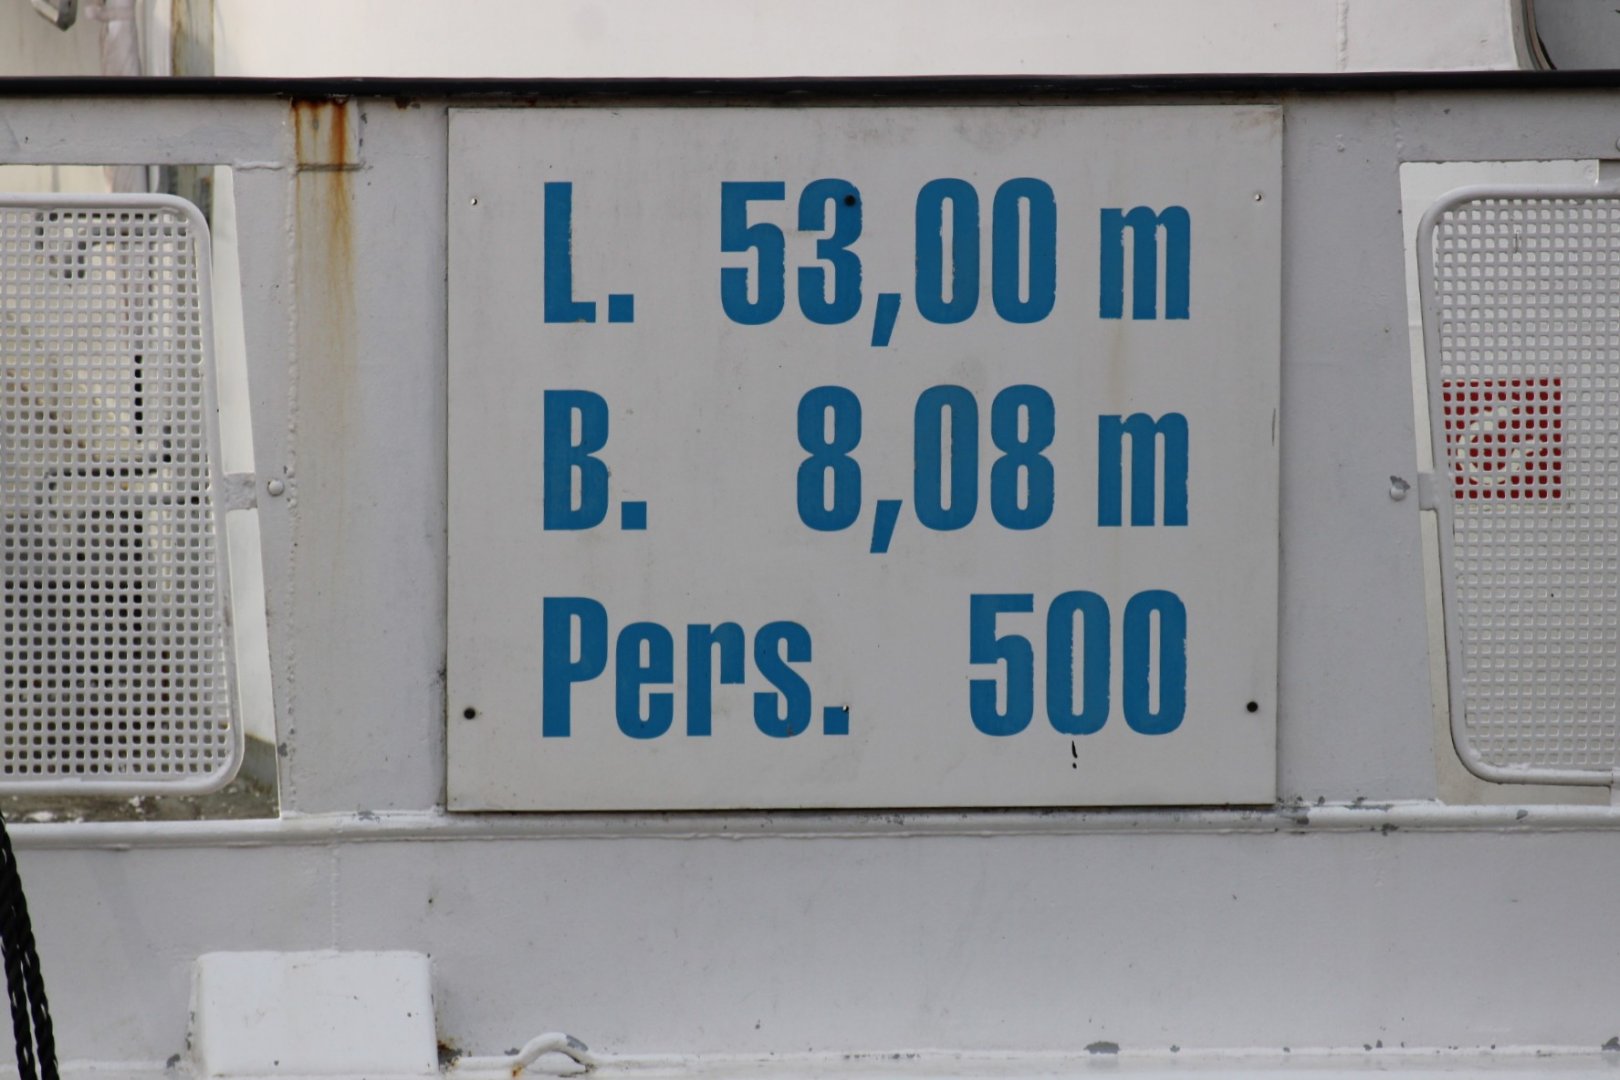 L. 53,00 m
B. 8,08 m
Pers. 500